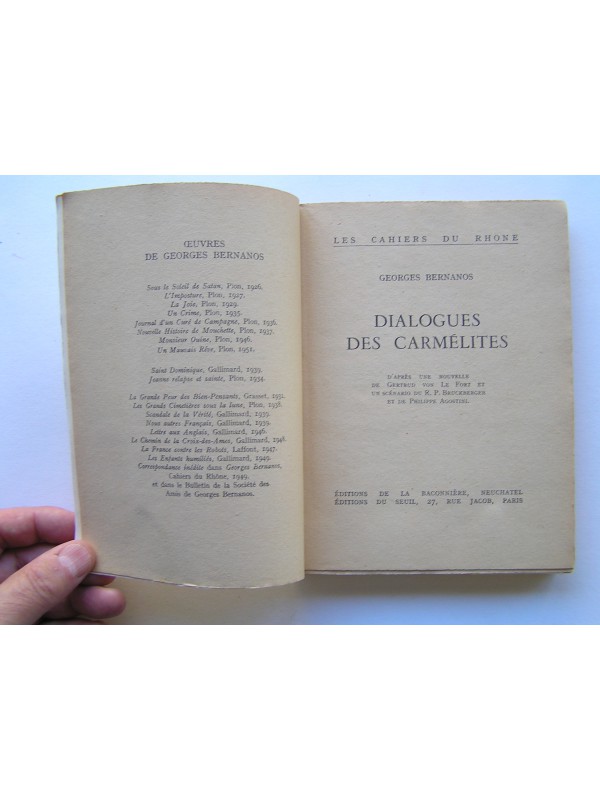 ŒUVRES
DE GEORGES BERNANOS
Sous le Soleil de Satan, Plon, 1926.
L'Imposture, Plon, 1927.
La Joie, Plon, 1929.
Un Crime, Plon, 1935.
Journal d'un Curé de Campagne, Plon, 1936.
Nouvelle Histoire de Mouchette, Plon, 1937.
Monsieur Ouine, Plon, 1946.
Un Mauvais Rêve, Plon, 1951.
Saint Dominique, Gallimard, 1939.
Jeanne relapse et sainte, Plon, 1934.
La Grande Peur des Bien-Pensants, Grasset, 1931.
Les Grands Cimetières sous la lune, Plon, 1938.
Scandale de la Vérité, Gallimard, 1939.
Nous autres Français, Gallimard, 1939.
Lettre aux Anglais, Gallimard, 1946.
Le Chemin de la Croix-des-Ames, Gallimard, 1948.
La France contre les Robots, Laffont, 1947.
Les Enfants humiliés, Gallimard, 1949.
Correspondance inédite dans Georges Bernanos,
Cahiers du Rhône, 1949.
et dans le Bulletin de la Société des
Amis de Georges Bernanos.
LES CAHIERS DU RHONE
GEORGES BERNANOS
DIALOGUES
DES CARMÉLITES
D'APRÈS UNE NOUVELLE
DE GERTRUD VON LE FORT ET
UN SCÉNARIO DU R. P. BRUCKBERGER
ET DE PHILIPPE AGOSTINI
ÉDITIONS DE LA BACONNIÈRE, NEUCHATEL
ÉDITIONS DU SEUIL, 27, RUE JACOB, PARIS